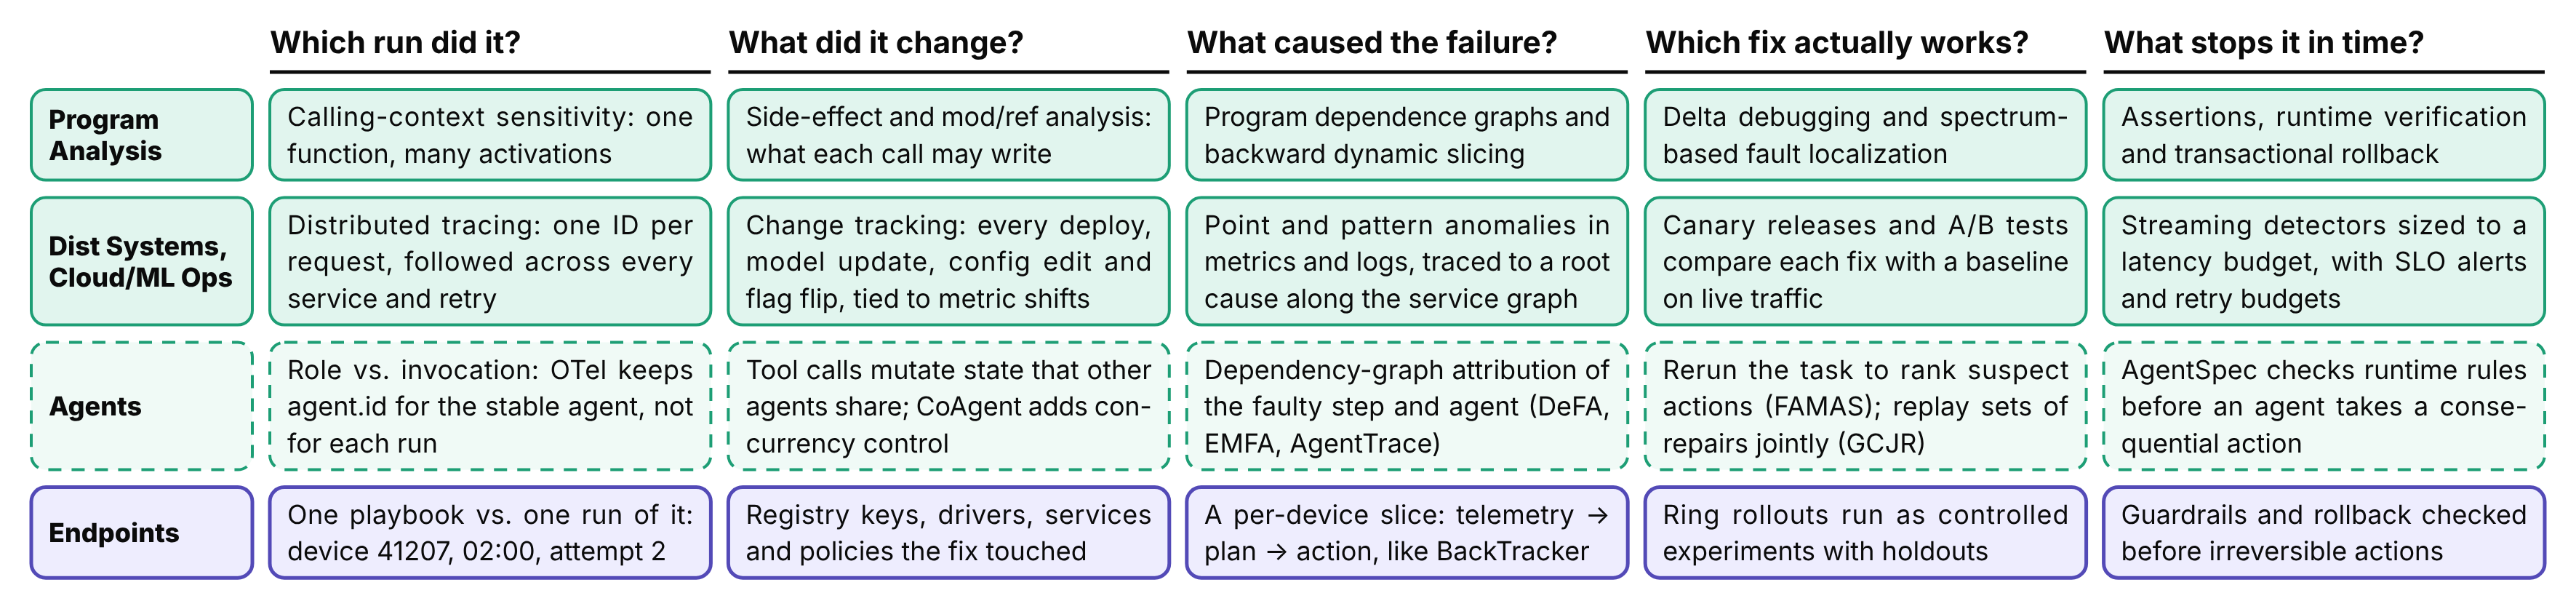 Which run did it?
What did it change?
What caused the failure?
Which fix actually works?
What stops it in time?
Program
Analysis
Calling-context sensitivity: one
function, many activations
Side-effect and mod/ref analysis:
what each call may write
Program dependence graphs and
backward dynamic slicing
Delta debugging and spectrum-
based fault localization
Assertions, runtime verification
and transactional rollback
Dist Systems,
Cloud/ML Ops
Distributed tracing: one ID per
request, followed across every
service and retry
Change tracking: every deploy,
model update, config edit and
flag flip, tied to metric shifts
Point and pattern anomalies in
metrics and logs, traced to a root
cause along the service graph
Canary releases and A/B tests
compare each fix with a baseline
on live traffic
Streaming detectors sized to a
latency budget, with SLO alerts
and retry budgets
Agents
Role vs. invocation: OTel keeps
agent.id for the stable agent, not
for each run
Tool calls mutate state that other
agents share; CoAgent adds con-
currency control
Dependency-graph attribution of
the faulty step and agent (DeFA,
EMFA, AgentTrace)
Rerun the task to rank suspect
actions (FAMAS); replay sets of
repairs jointly (GCJR)
AgentSpec checks runtime rules
before an agent takes a conse-
quential action
Endpoints
One playbook vs. one run of it:
device 41207, 02:00, attempt 2
Registry keys, drivers, services
and policies the fix touched
A per-device slice: telemetry →
plan → action, like BackTracker
Ring rollouts run as controlled
experiments with holdouts
Guardrails and rollback checked
before irreversible actions